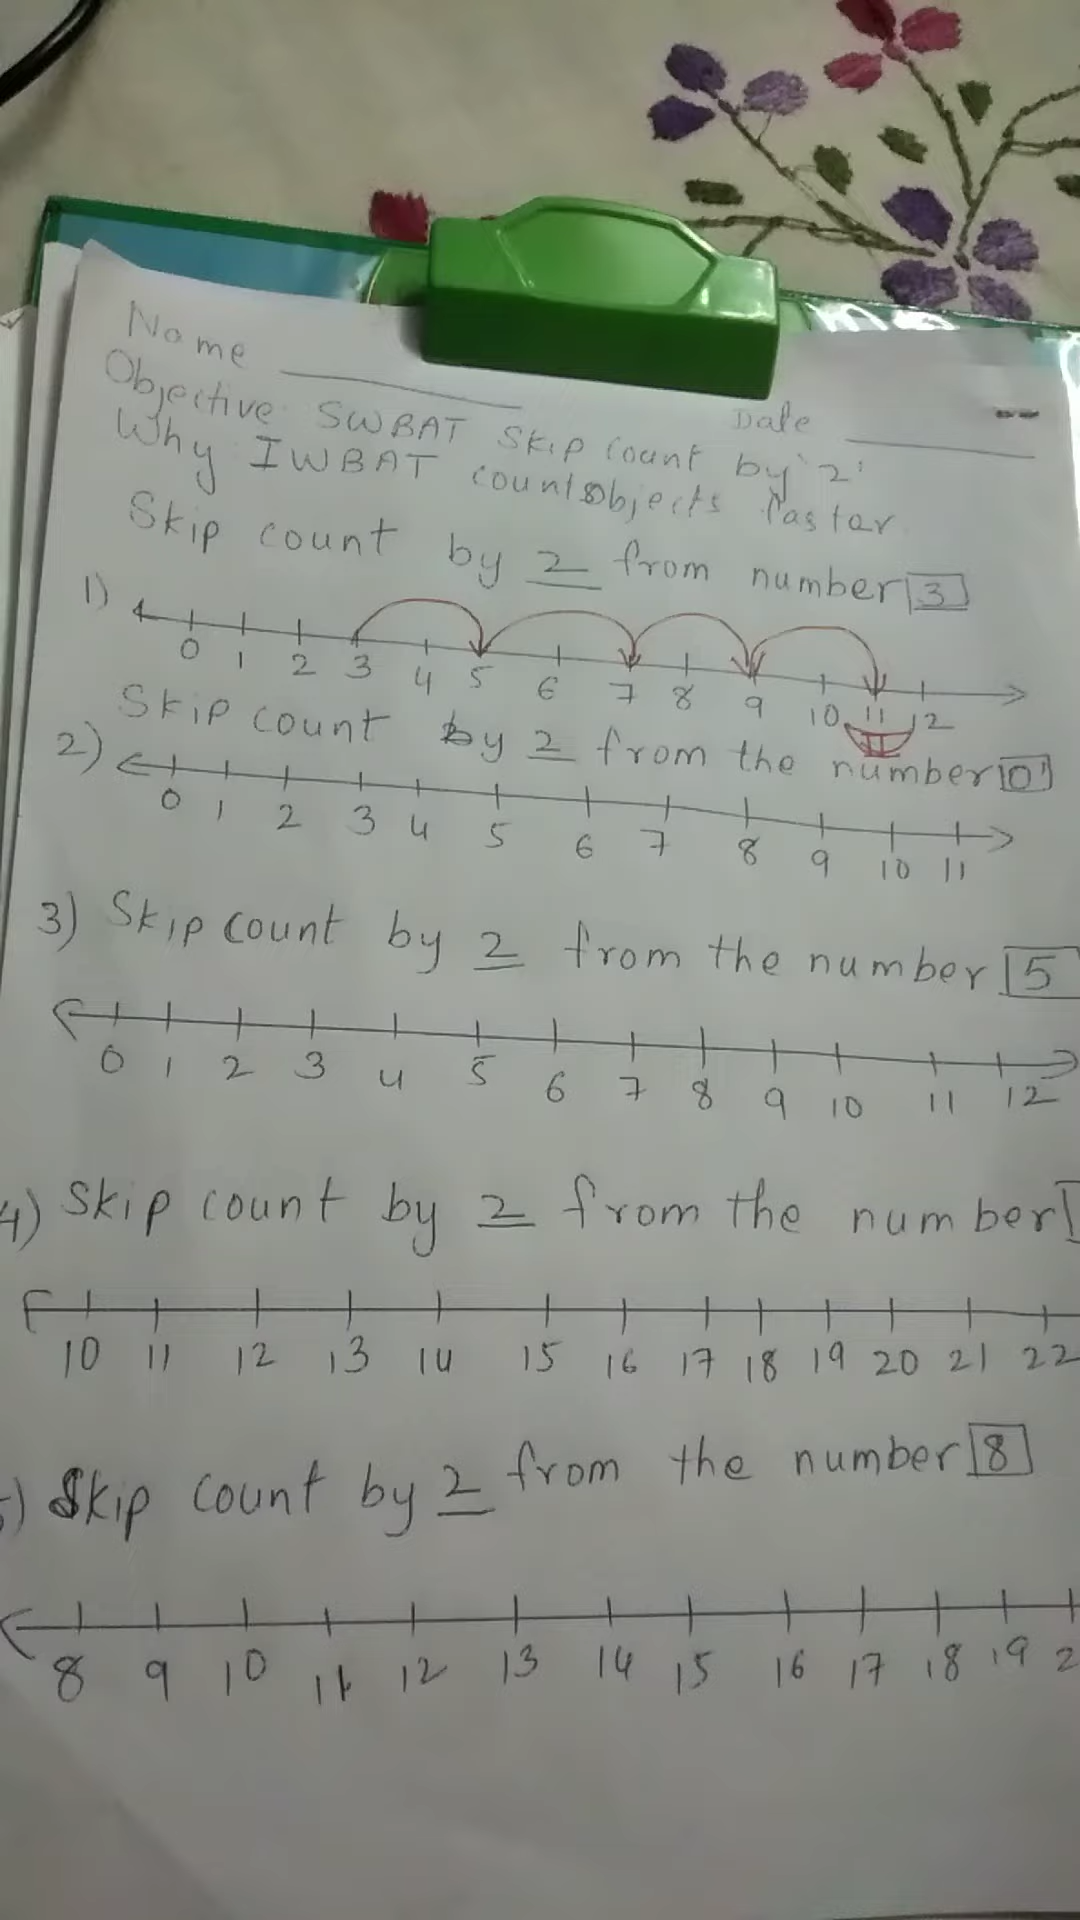 Name
Date
Objective SWBAT Skip count by '2'
Why IWBAT count objects faster
Skip count by 2 from number 3
1)
0 1 2 3 4 5 6 7 8 9 10 11 12
Skip count by 2 from the number 0
2)
0 1 2 3 4 5 6 7 8 9 10 11
3) Skip count by 2 from the number 5
0 1 2 3 4 5 6 7 8 9 10 11 12
4) Skip count by 2 from the number
10 11 12 13 14 15 16 17 18 19 20 21 22
) Skip count by 2 from the number 8
8 9 10 11 12 13 14 15 16 17 18 19 2